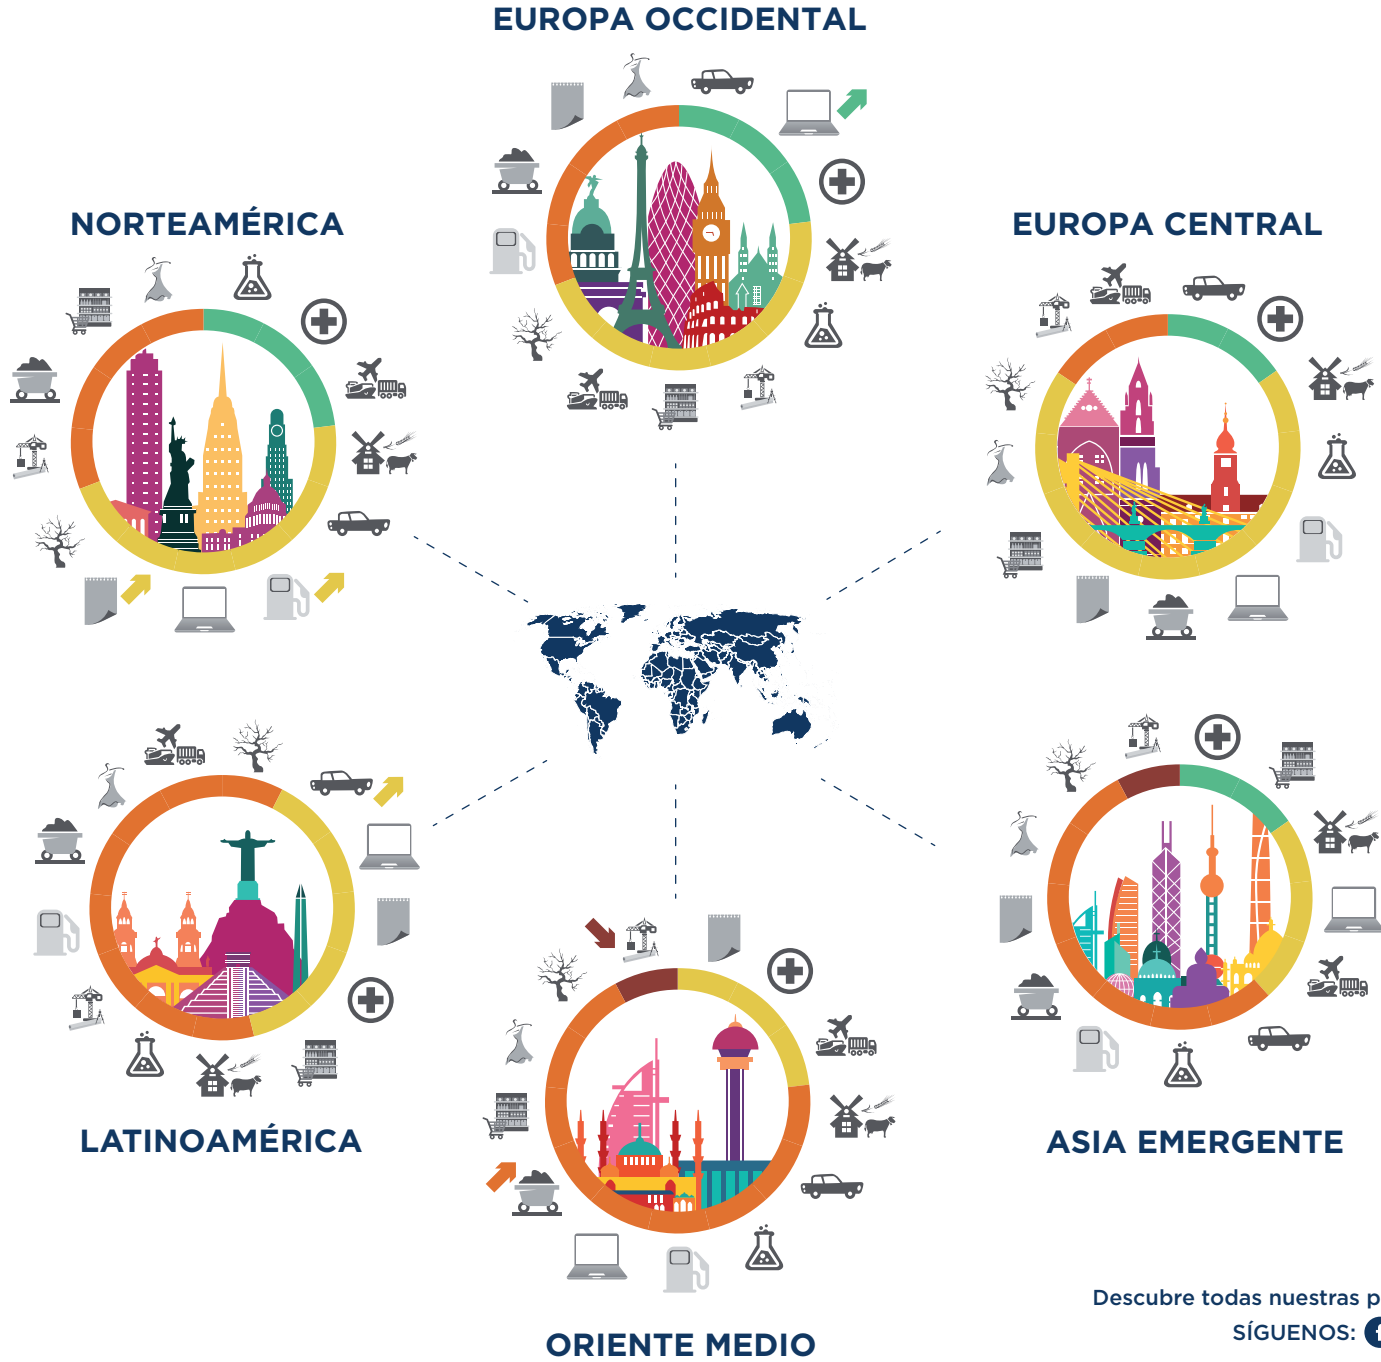 EUROPA OCCIDENTAL
NORTEAMÉRICA
EUROPA CENTRAL
LATINOAMÉRICA
ASIA EMERGENTE
Descubre todas nuestras p
SÍGUENOS:
ORIENTE MEDIO